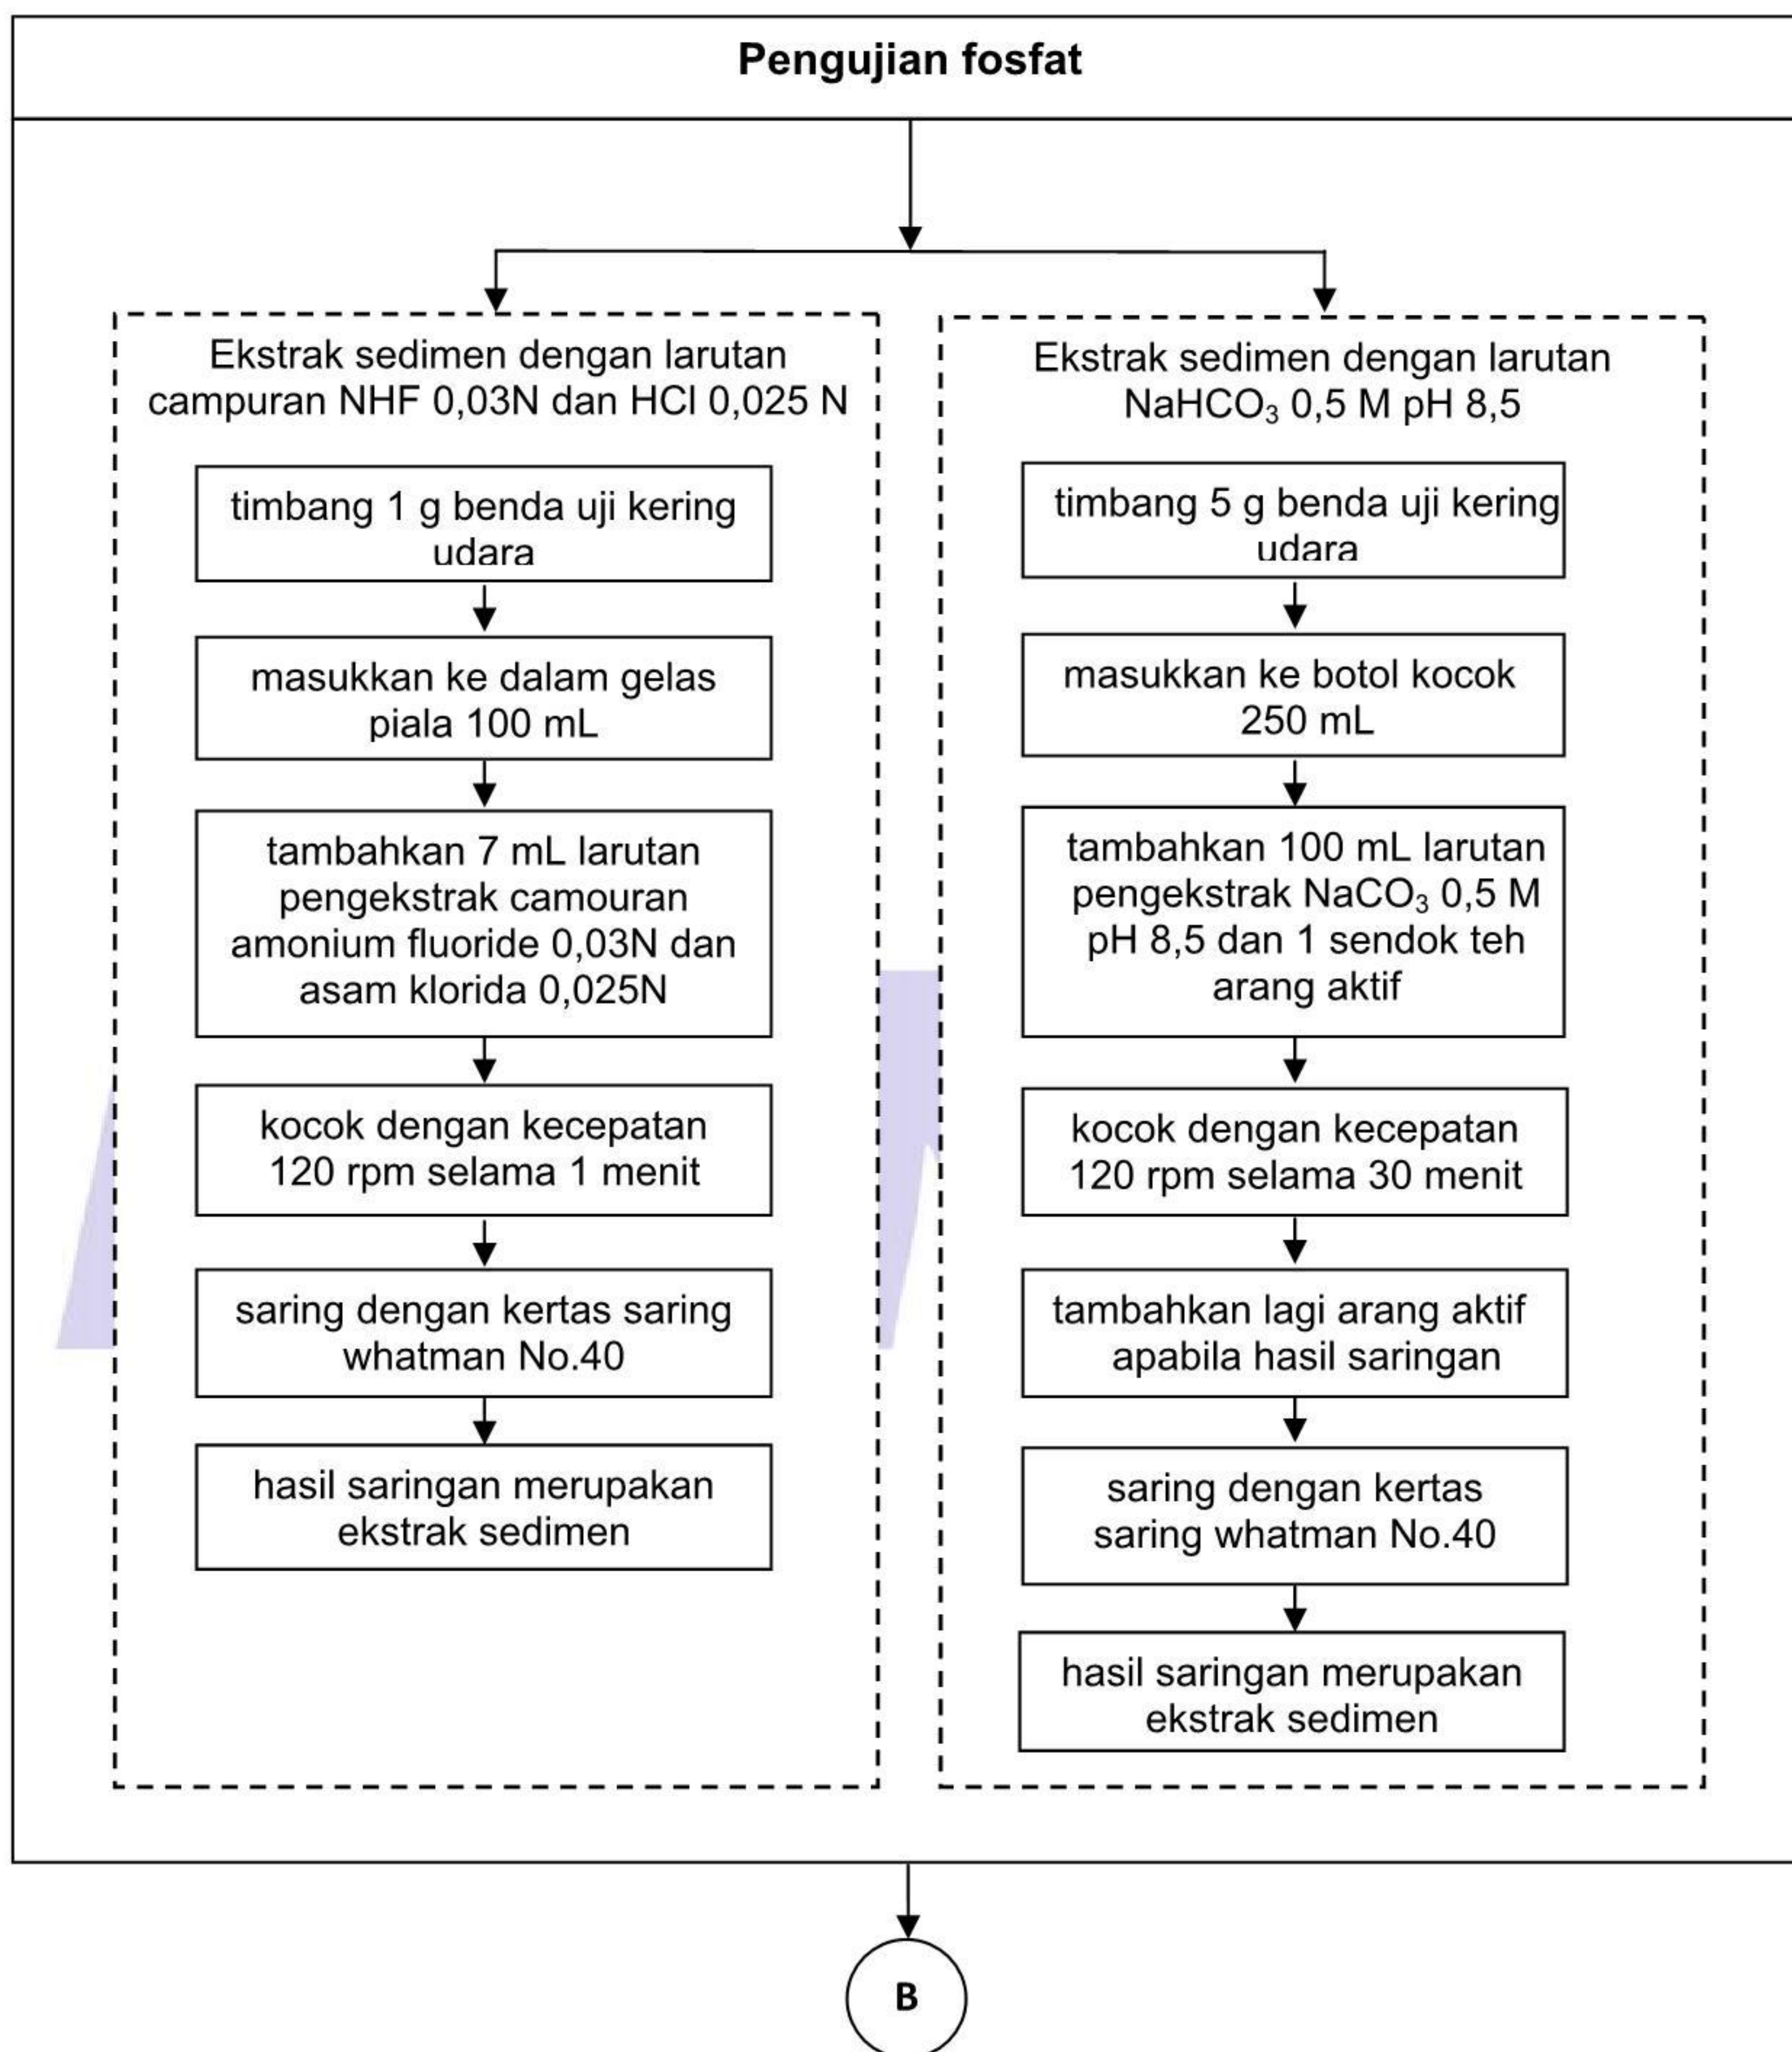 Pengujian fosfat
Ekstrak sedimen dengan larutan
campuran NHF 0,03N dan HCl 0,025 N
timbang 1 g benda uji kering
udara
masukkan ke dalam gelas
piala 100 mL
tambahkan 7 mL larutan
pengekstrak camouran
amonium fluoride 0,03N dan
asam klorida 0,025N
kocok dengan kecepatan
120 rpm selama 1 menit
saring dengan kertas saring
whatman No.40
hasil saringan merupakan
ekstrak sedimen
Ekstrak sedimen dengan larutan
NaHCO₃ 0,5 M pH 8,5
timbang 5 g benda uji kering
udara
masukkan ke botol kocok
250 mL
tambahkan 100 mL larutan
pengekstrak NaCO₃ 0,5 M
pH 8,5 dan 1 sendok teh
arang aktif
kocok dengan kecepatan
120 rpm selama 30 menit
tambahkan lagi arang aktif
apabila hasil saringan
saring dengan kertas
saring whatman No.40
hasil saringan merupakan
ekstrak sedimen
B